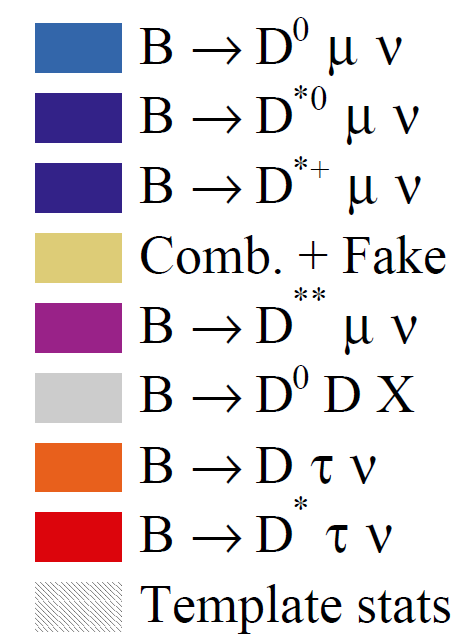 B → D⁰ μ ν
B → D*⁰ μ ν
B → D*⁺ μ ν
Comb. + Fake
B → D** μ ν
B → D⁰ D X
B → D τ ν
B → D* τ ν
Template stats